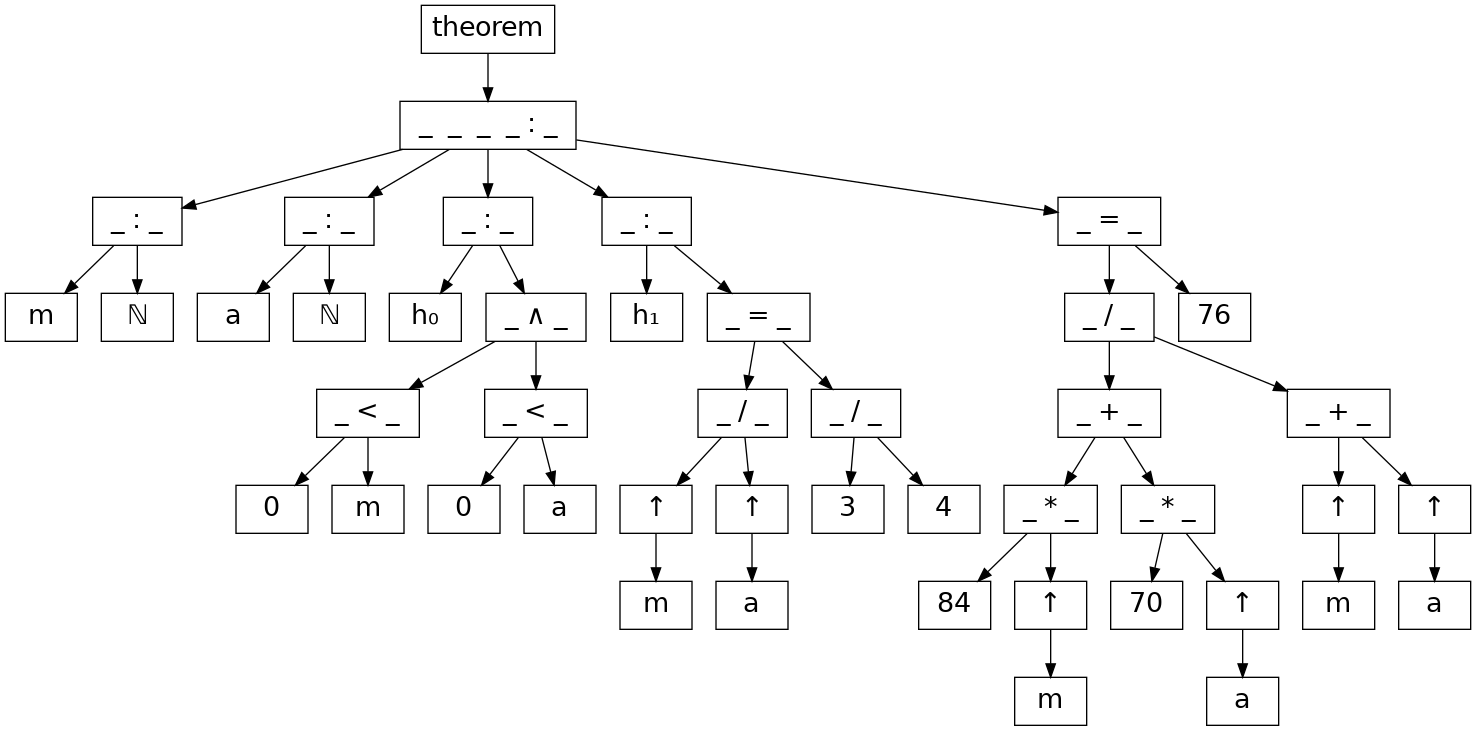 theorem
_ _ _ _ : _
_ : _ _ : _ _ : _ _ : _ _ = _
m ℕ a ℕ h₀ _ ∧ _ h₁ _ = _ _ / _ 76
_ < _ _ < _ _ / _ _ / _ _ + _ _ + _
0 m 0 a ↑ ↑ 3 4 _ * _ _ * _ ↑ ↑
m a 84 ↑ 70 ↑ m a
m a